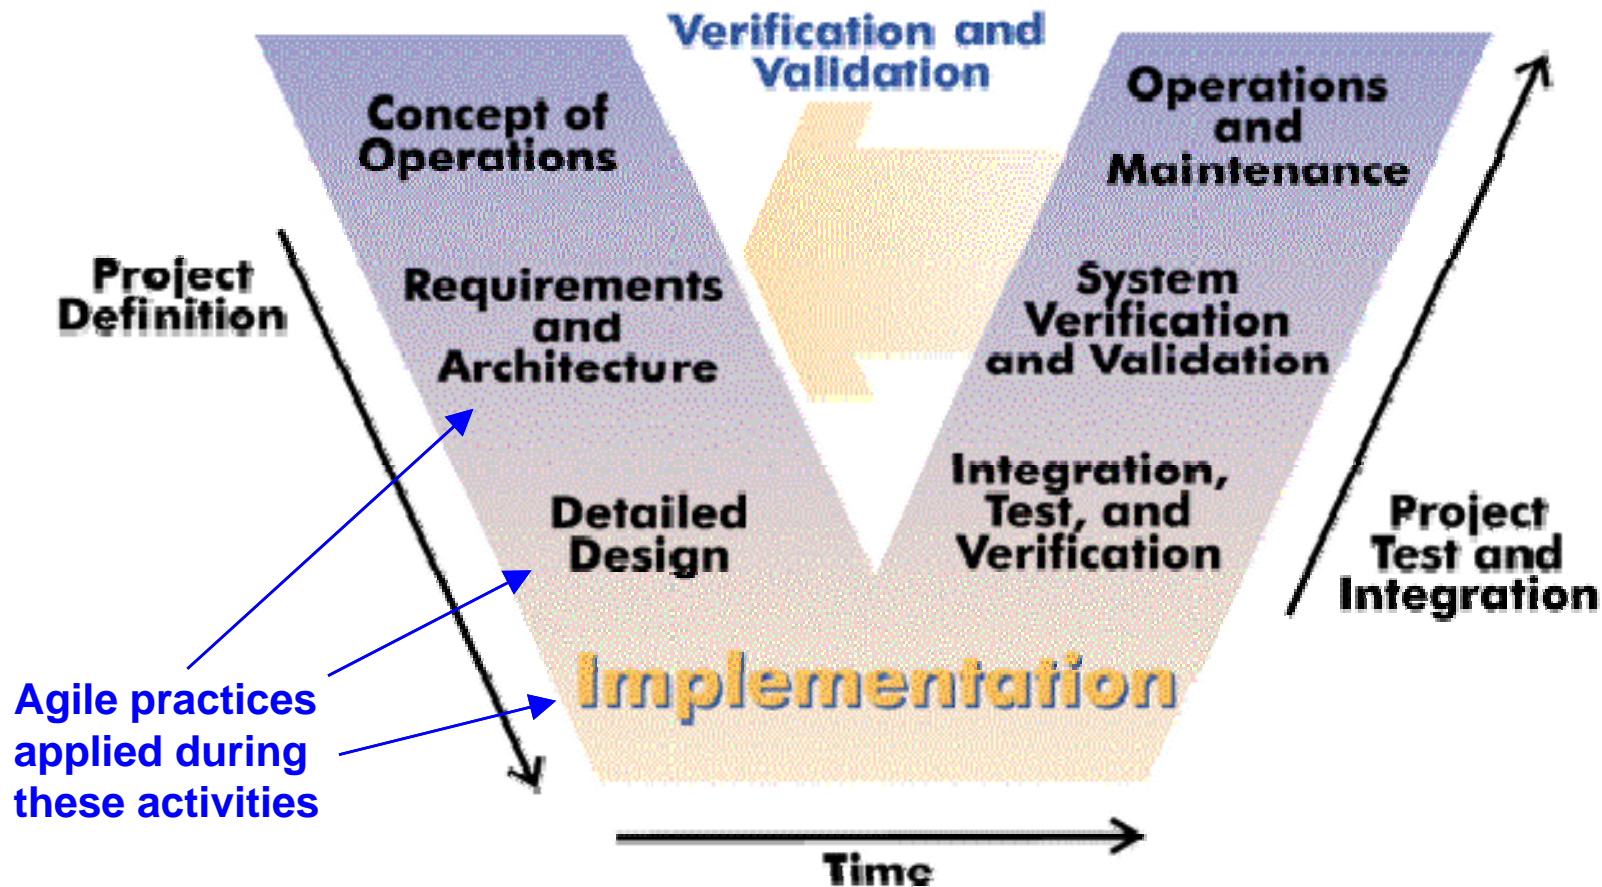 Verification and
Validation
Concept of
Operations
Operations
and
Maintenance
Project
Definition
Requirements
and
Architecture
System
Verification
and Validation
Detailed
Design
Integration,
Test, and
Verification
Project
Test and
Integration
Implementation
Agile practices
applied during
these activities
Time